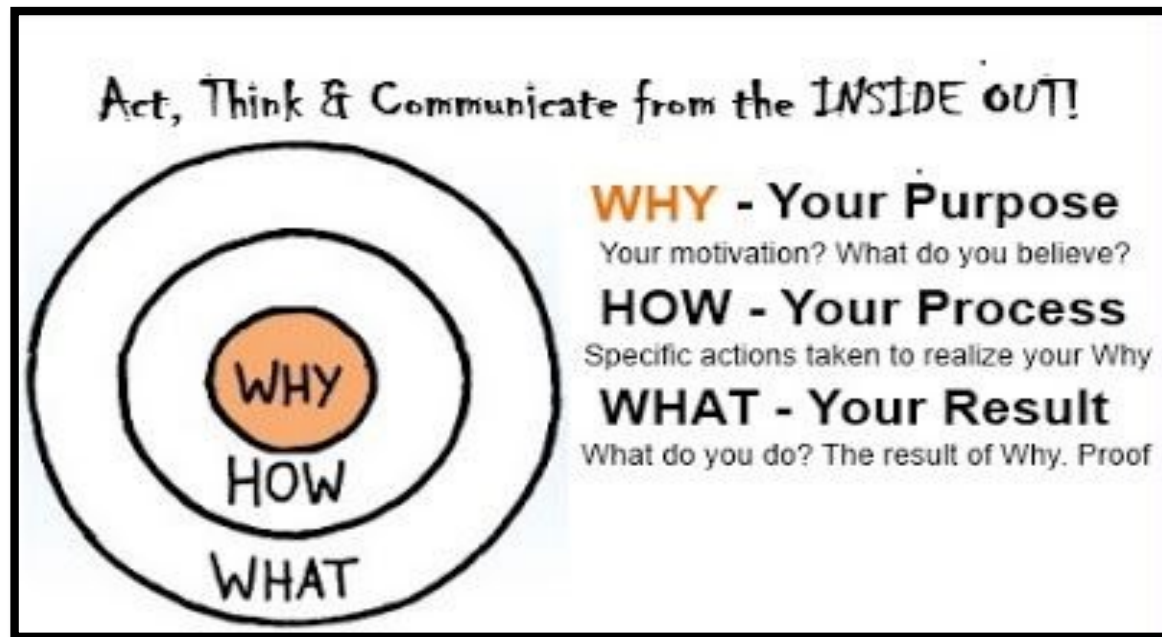 Act, Think & Communicate from the INSIDE OUT!
WHY
HOW
WHAT
WHY - Your Purpose
Your motivation? What do you believe?
HOW - Your Process
Specific actions taken to realize your Why
WHAT - Your Result
What do you do? The result of Why. Proof